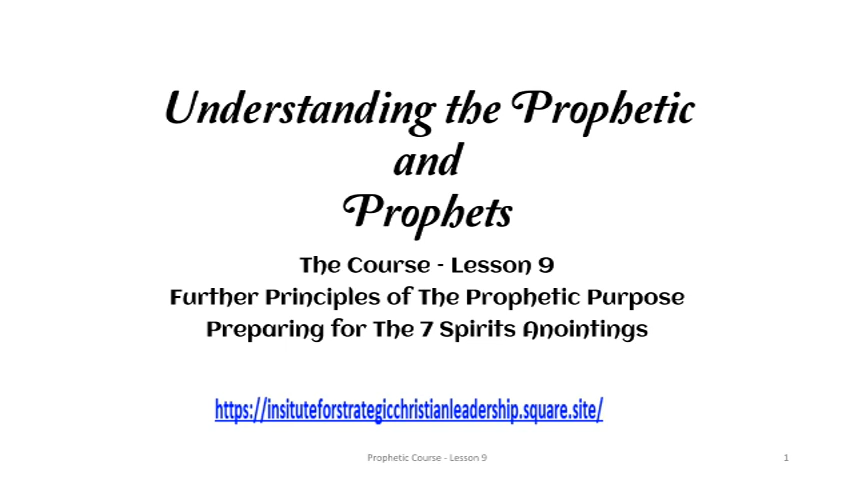 Understanding the Prophetic
and
Prophets
The Course - Lesson 9
Further Principles of The Prophetic Purpose
Preparing for The 7 Spirits Anointings
https://insituteforstrategicchristianleadership.square.site/
Prophetic Course - Lesson 9
1